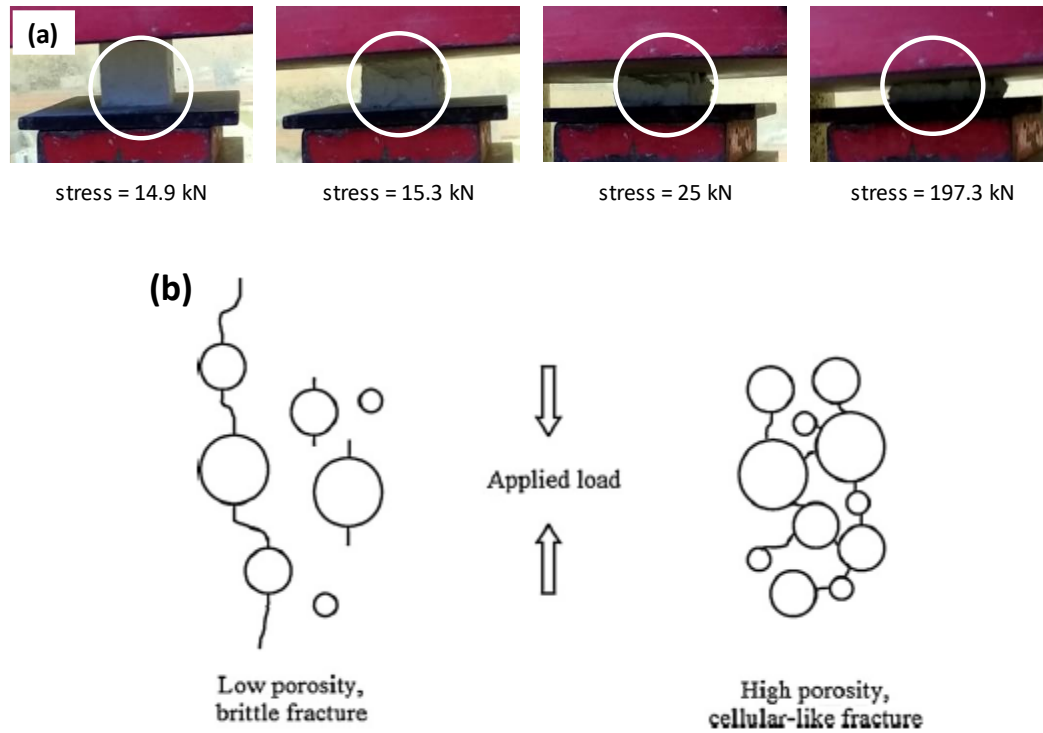 (a)
stress = 14.9 kN
stress = 15.3 kN
stress = 25 kN
stress = 197.3 kN
(b)
Applied load
Low porosity,
brittle fracture
High porosity,
cellular-like fracture